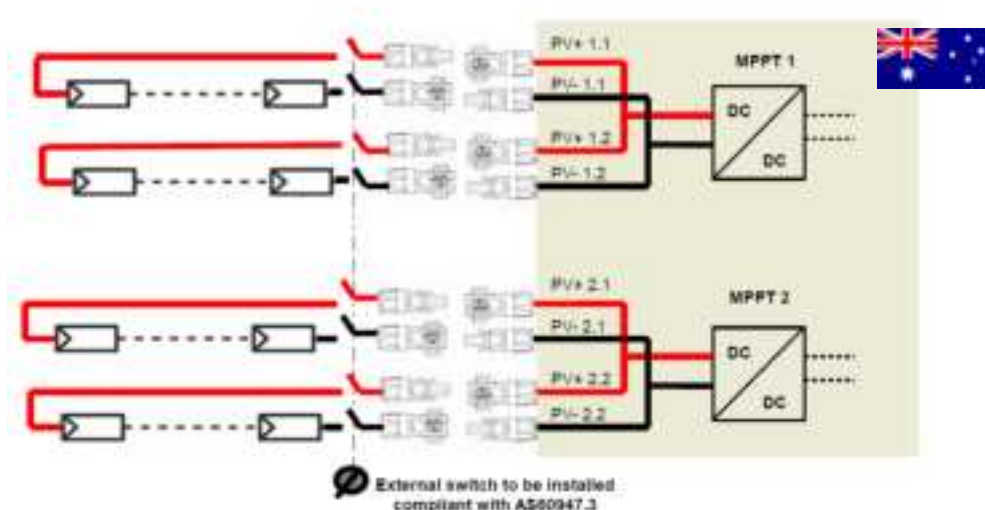 PV+ 1.1
MPPT 1
PV- 1.1
DC
PV+ 1.2
DC
PV- 1.2
PV+ 2.1
MPPT 2
PV- 2.1
DC
PV+ 2.2
DC
PV- 2.2
External switch to be installed
compliant with AS60947.3